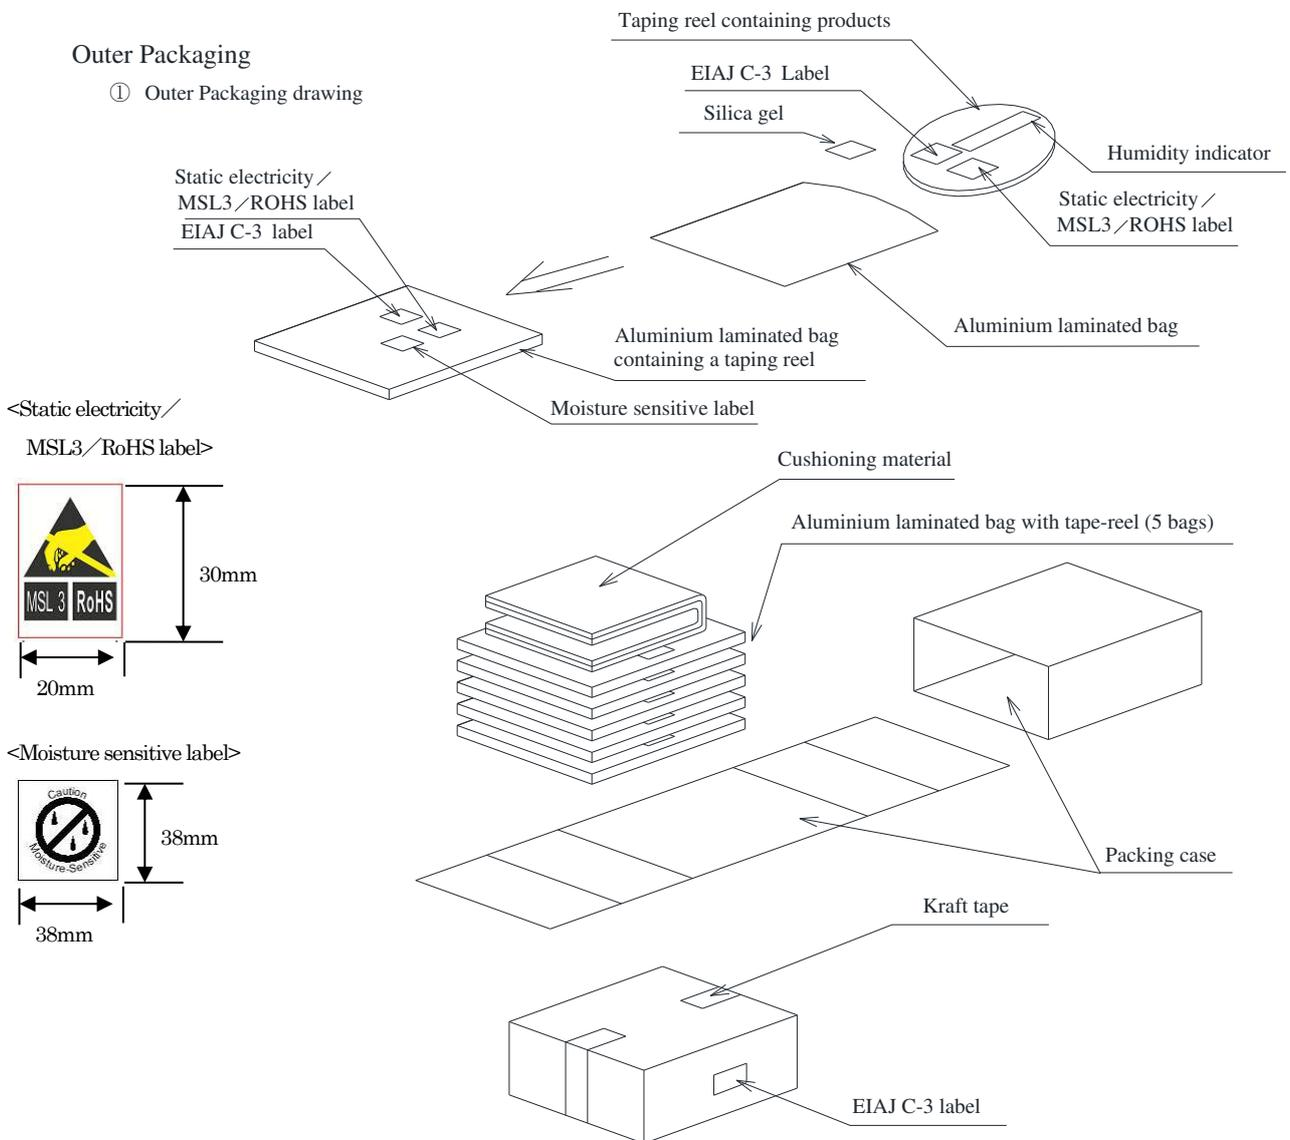 Taping reel containing products
Outer Packaging
① Outer Packaging drawing
EIAJ C-3 Label
Silica gel
Humidity indicator
Static electricity／
MSL3／ROHS label
Static electricity／
MSL3／ROHS label
EIAJ C-3 label
Aluminium laminated bag
Aluminium laminated bag
containing a taping reel
Moisture sensitive label
<Static electricity／
MSL3／RoHS label>
MSL 3 RoHS
30mm
20mm
Cushioning material
Aluminium laminated bag with tape-reel (5 bags)
<Moisture sensitive label>
Caution
Moisture-Sensitive
38mm
38mm
Packing case
Kraft tape
EIAJ C-3 label